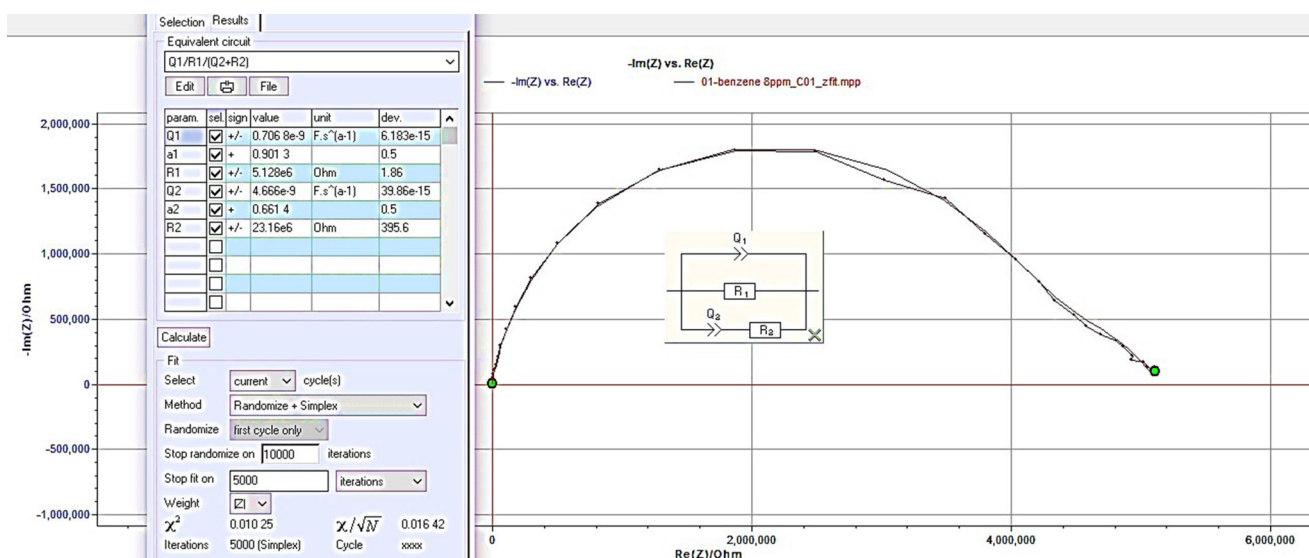 Selection Results
Equivalent circuit
Q1/R1/(Q2+R2)
Edit File
param. sel. sign value unit dev.
Q1 +/- 0.706 8e-9 F.s^(a-1) 6.183e-15
a1 + 0.901 3 0.5
R1 +/- 5.128e6 Ohm 1.86
Q2 +/- 4.666e-9 F.s^(a-1) 39.86e-15
a2 + 0.661 4 0.5
R2 +/- 23.16e6 Ohm 395.6
Calculate
Fit
Select current cycle(s)
Method Randomize + Simplex
Randomize first cycle only
Stop randomize on 10000 iterations
Stop fit on 5000 iterations
Weight |Z|
χ² 0.010 25 χ/√N 0.016 42
Iterations 5000 (Simplex) Cycle xxxx
-Im(Z) vs. Re(Z)
-Im(Z) vs. Re(Z) 01-benzene 8ppm_C01_zfit.mpp
-Im(Z)/Ohm
2,000,000
1,500,000
1,000,000
500,000
0
-500,000
-1,000,000
Q1
R1
Q2
R2
0 2,000,000 4,000,000 6,000,000
Re(Z)/Ohm